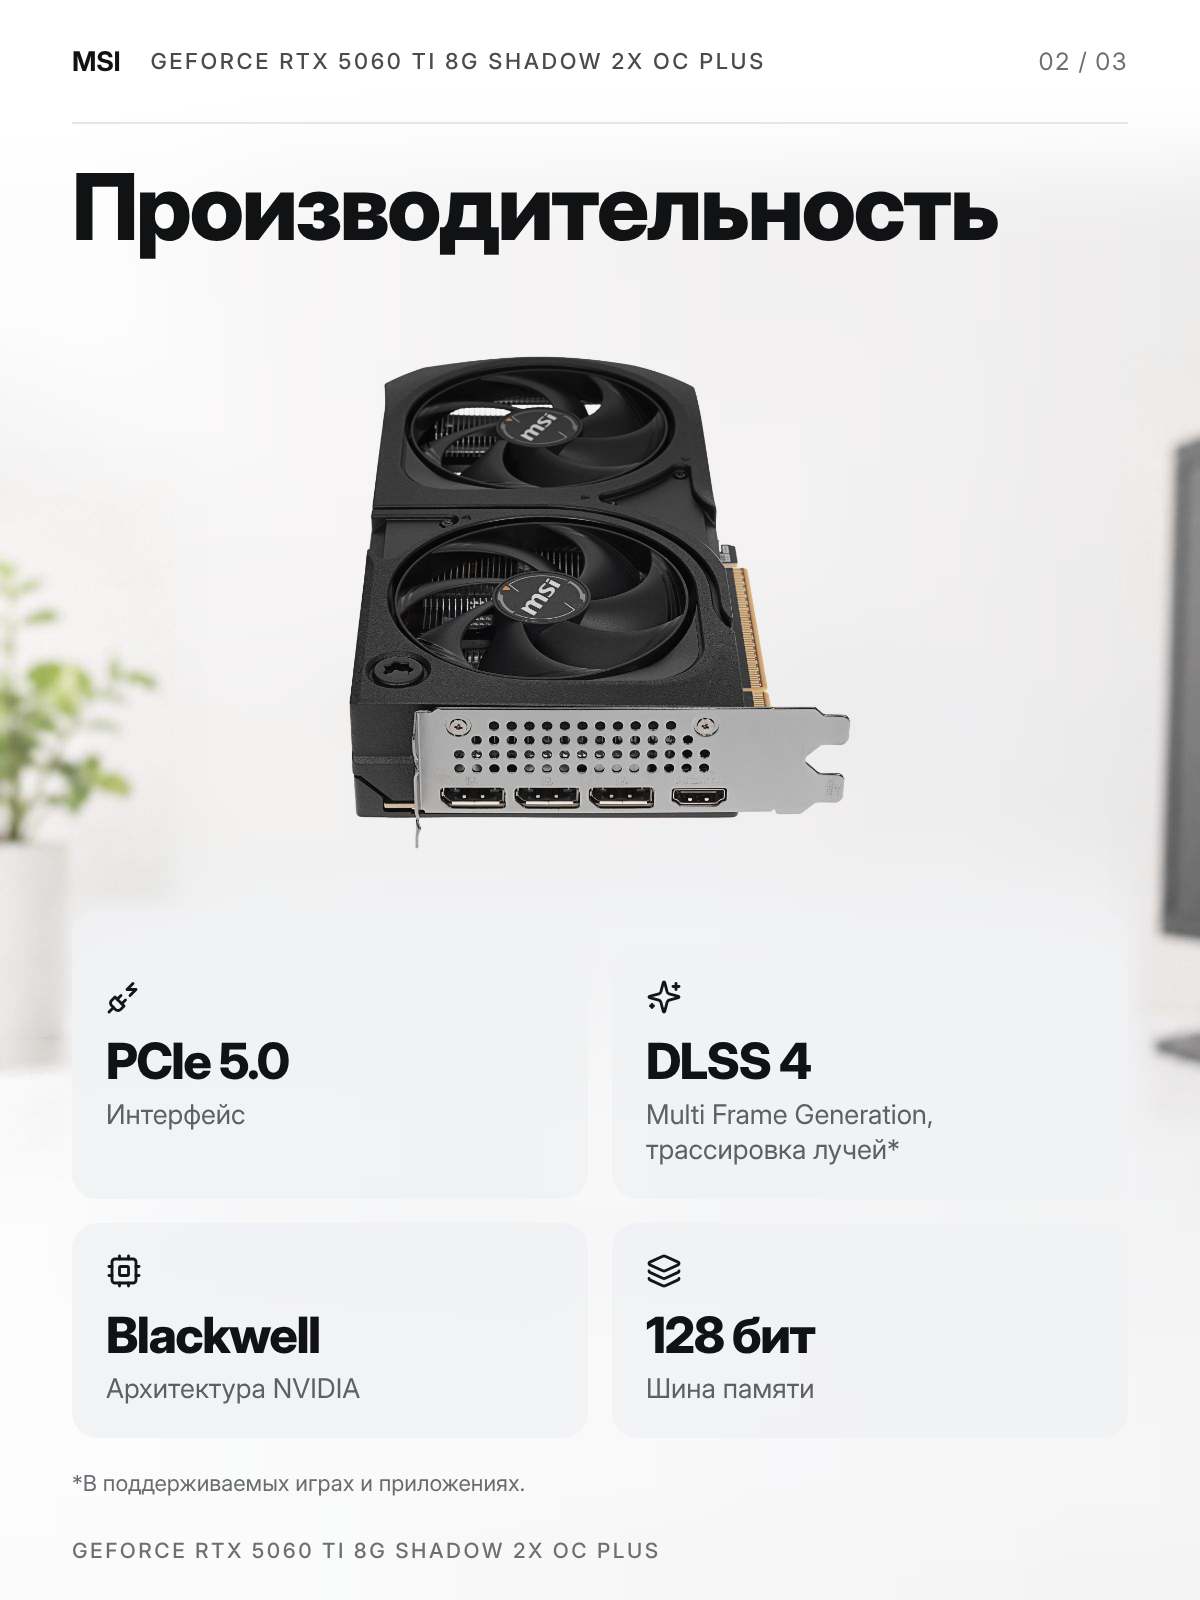 MSI GEFORCE RTX 5060 TI 8G SHADOW 2X OC PLUS 02 / 03
Производительность
msi
msi
PCIe 5.0
Интерфейс
DLSS 4
Multi Frame Generation,
трассировка лучей*
Blackwell
Архитектура NVIDIA
128 бит
Шина памяти
*В поддерживаемых играх и приложениях.
GEFORCE RTX 5060 TI 8G SHADOW 2X OC PLUS